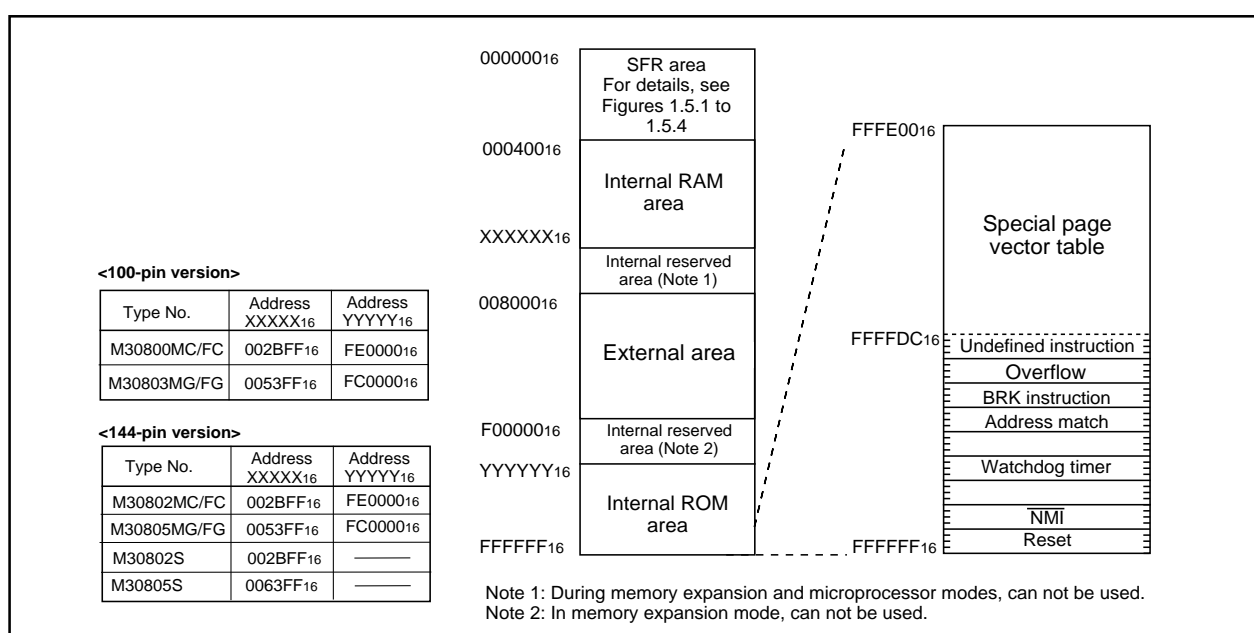 <100-pin version>
Type No. Address XXXXX16 Address YYYYY16
M30800MC/FC 002BFF16 FE000016
M30803MG/FG 0053FF16 FC000016
<144-pin version>
Type No. Address XXXXX16 Address YYYYY16
M30802MC/FC 002BFF16 FE000016
M30805MG/FG 0053FF16 FC000016
M30802S 002BFF16
M30805S 0063FF16
00000016
SFR area
For details, see
Figures 1.5.1 to
1.5.4
00040016
Internal RAM
area
XXXXXX16
Internal reserved
area (Note 1)
00800016
External area
F0000016
Internal reserved
area (Note 2)
YYYYYY16
Internal ROM
area
FFFFFF16
FFFE0016
Special page
vector table
FFFFDC16
Undefined instruction
Overflow
BRK instruction
Address match
Watchdog timer
NMI
Reset
FFFFFF16
Note 1: During memory expansion and microprocessor modes, can not be used.
Note 2: In memory expansion mode, can not be used.